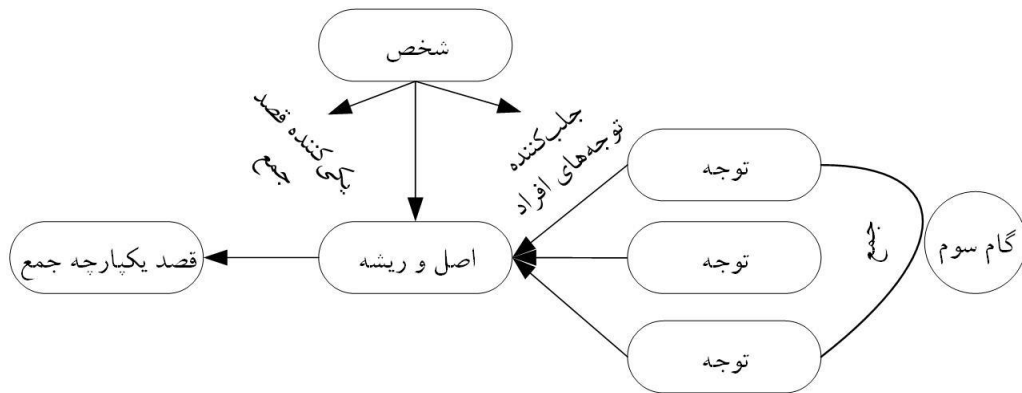 شخص
جلب‌کننده
توجه‌های افراد
یکی‌کننده قصد
جمع
توجه
توجه
توجه
جمع
گام سوم
اصل و ریشه
قصد یکپارچه جمع